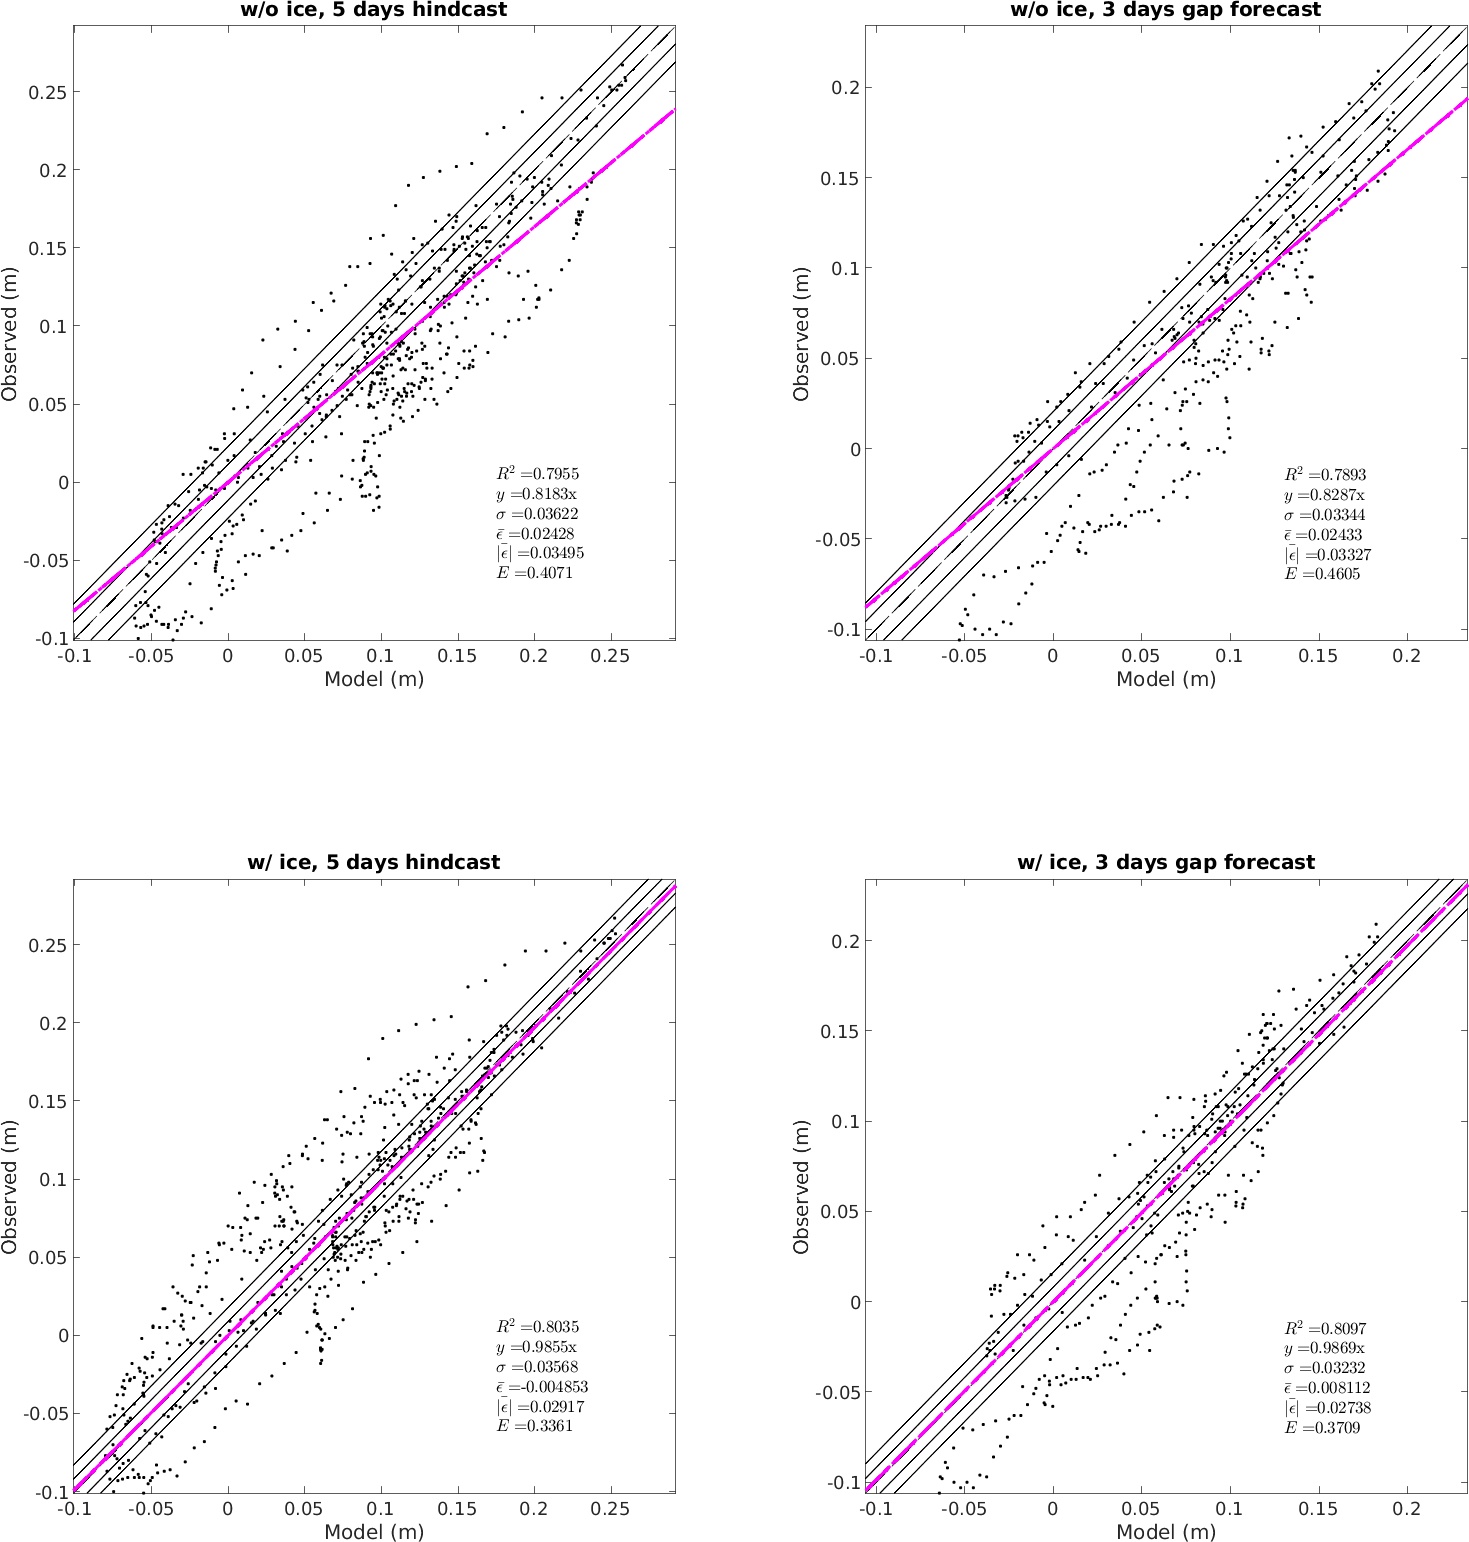 w/o ice, 5 days hindcast
Observed (m)
0.25
0.2
0.15
0.1
0.05
0
-0.05
-0.1
R² =0.7955
y =0.8183x
σ =0.03622
ε̄ =0.02428
|ε̄| =0.03495
E =0.4071
-0.1 -0.05 0 0.05 0.1 0.15 0.2 0.25
Model (m)
w/o ice, 3 days gap forecast
Observed (m)
0.2
0.15
0.1
0.05
0
-0.05
-0.1
R² =0.7893
y =0.8287x
σ =0.03344
ε̄ =0.02433
|ε̄| =0.03327
E =0.4605
-0.1 -0.05 0 0.05 0.1 0.15 0.2
Model (m)
w/ ice, 5 days hindcast
Observed (m)
0.25
0.2
0.15
0.1
0.05
0
-0.05
-0.1
R² =0.8035
y =0.9855x
σ =0.03568
ε̄ =-0.004853
|ε̄| =0.02917
E =0.3361
-0.1 -0.05 0 0.05 0.1 0.15 0.2 0.25
Model (m)
w/ ice, 3 days gap forecast
Observed (m)
0.2
0.15
0.1
0.05
0
-0.05
-0.1
R² =0.8097
y =0.9869x
σ =0.03232
ε̄ =0.008112
|ε̄| =0.02738
E =0.3709
-0.1 -0.05 0 0.05 0.1 0.15 0.2
Model (m)